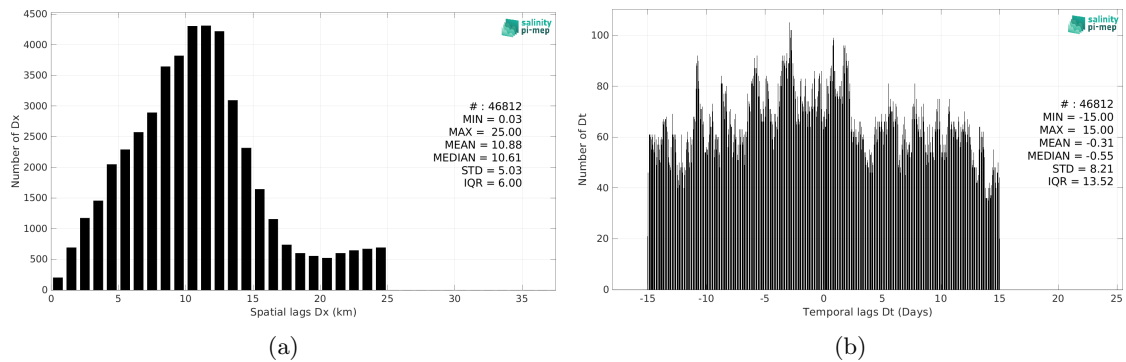 4500
4000
3500
3000
2500
2000
1500
1000
500
0
Number of Dx
0 5 10 15 20 25 30 35
Spatial lags Dx (km)
salinity
pi-mep
# : 46812
MIN = 0.03
MAX = 25.00
MEAN = 10.88
MEDIAN = 10.61
STD = 5.03
IQR = 6.00
(a)
100
80
60
40
20
0
Number of Dt
-15 -10 -5 0 5 10 15 20 25
Temporal lags Dt (Days)
salinity
pi-mep
# : 46812
MIN = -15.00
MAX = 15.00
MEAN = -0.31
MEDIAN = -0.55
STD = 8.21
IQR = 13.52
(b)